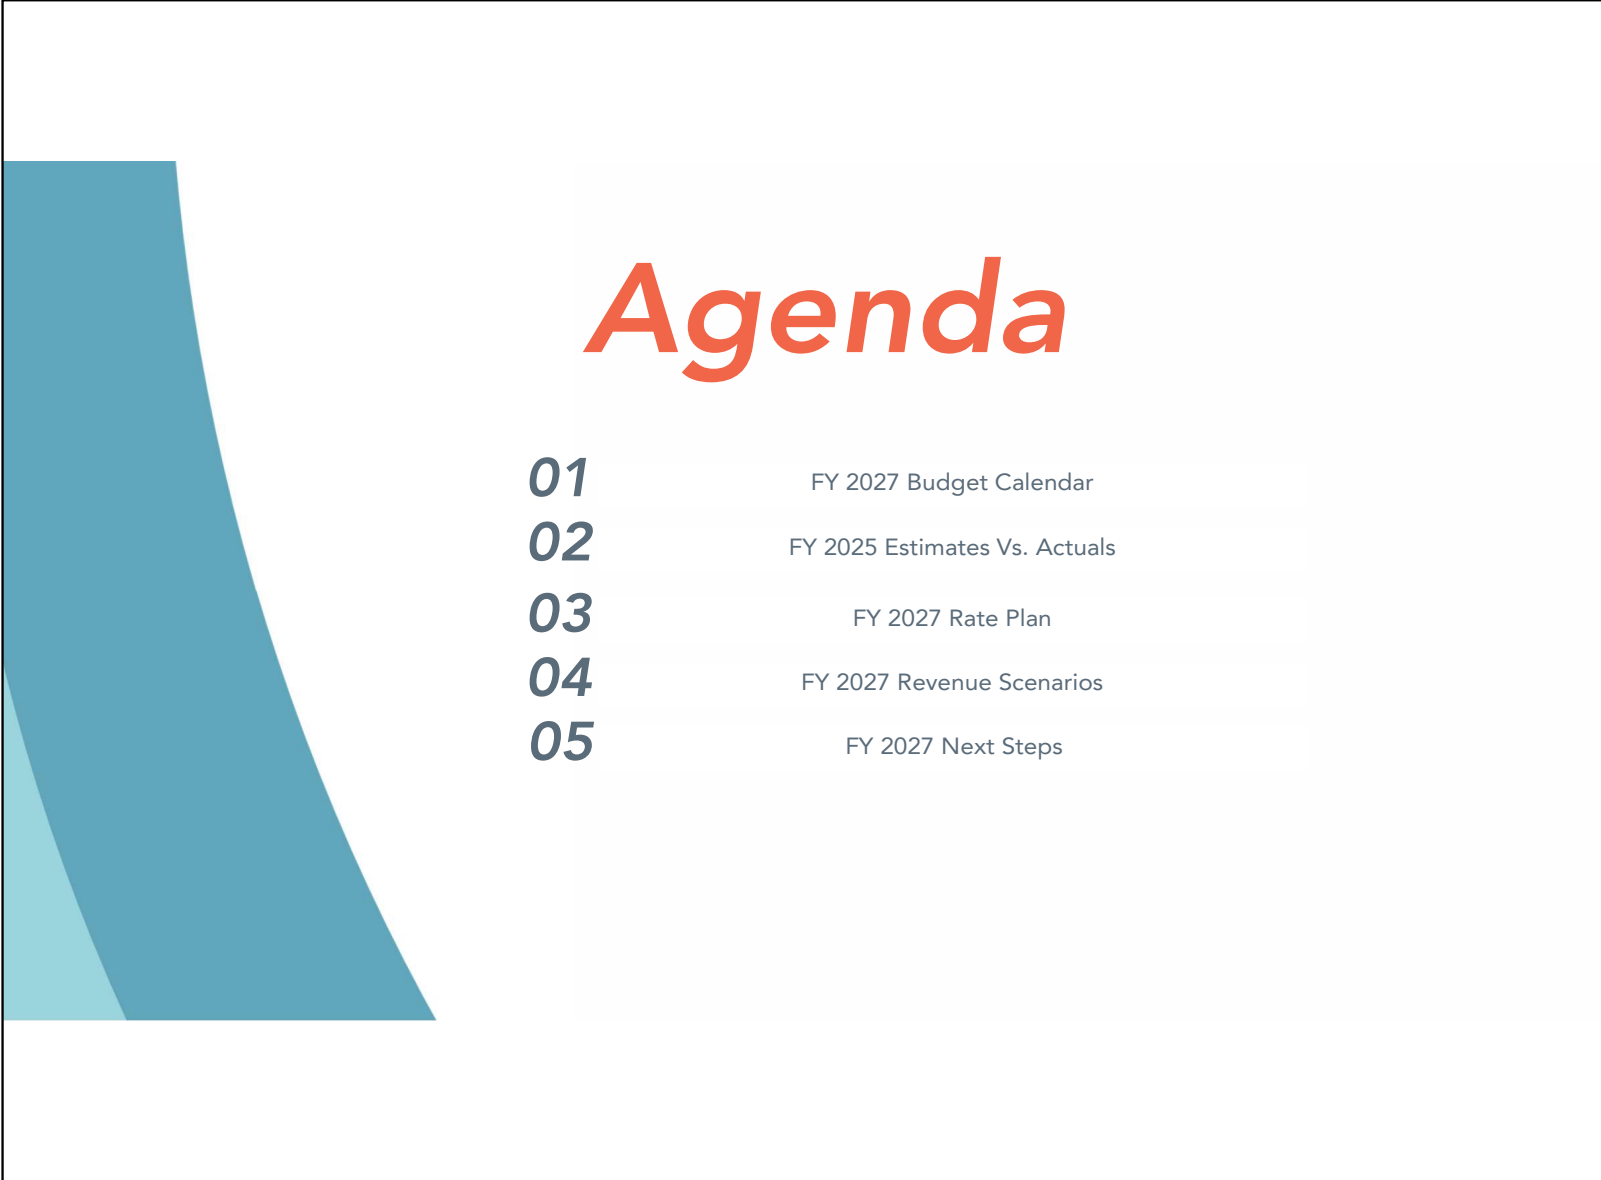 Agenda
01 FY 2027 Budget Calendar
02 FY 2025 Estimates Vs. Actuals
03 FY 2027 Rate Plan
04 FY 2027 Revenue Scenarios
05 FY 2027 Next Steps